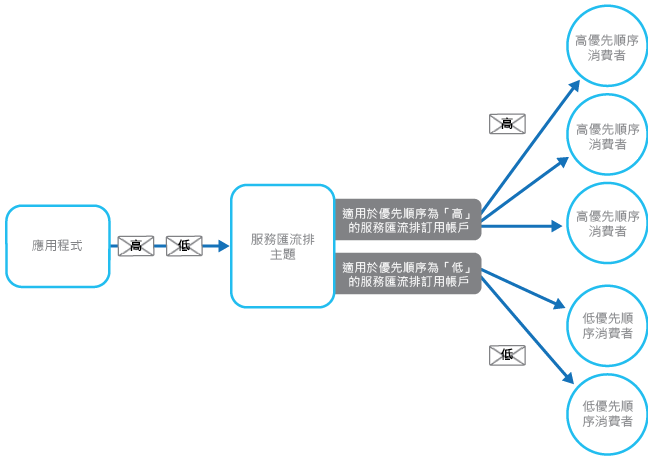 應用程式
高
低
服務匯流排
主題
適用於優先順序為「高」
的服務匯流排訂用帳戶
適用於優先順序為「低」
的服務匯流排訂用帳戶
高
低
高優先順序
消費者
高優先順序
消費者
高優先順序
消費者
低優先順
序消費者
低優先順
序消費者